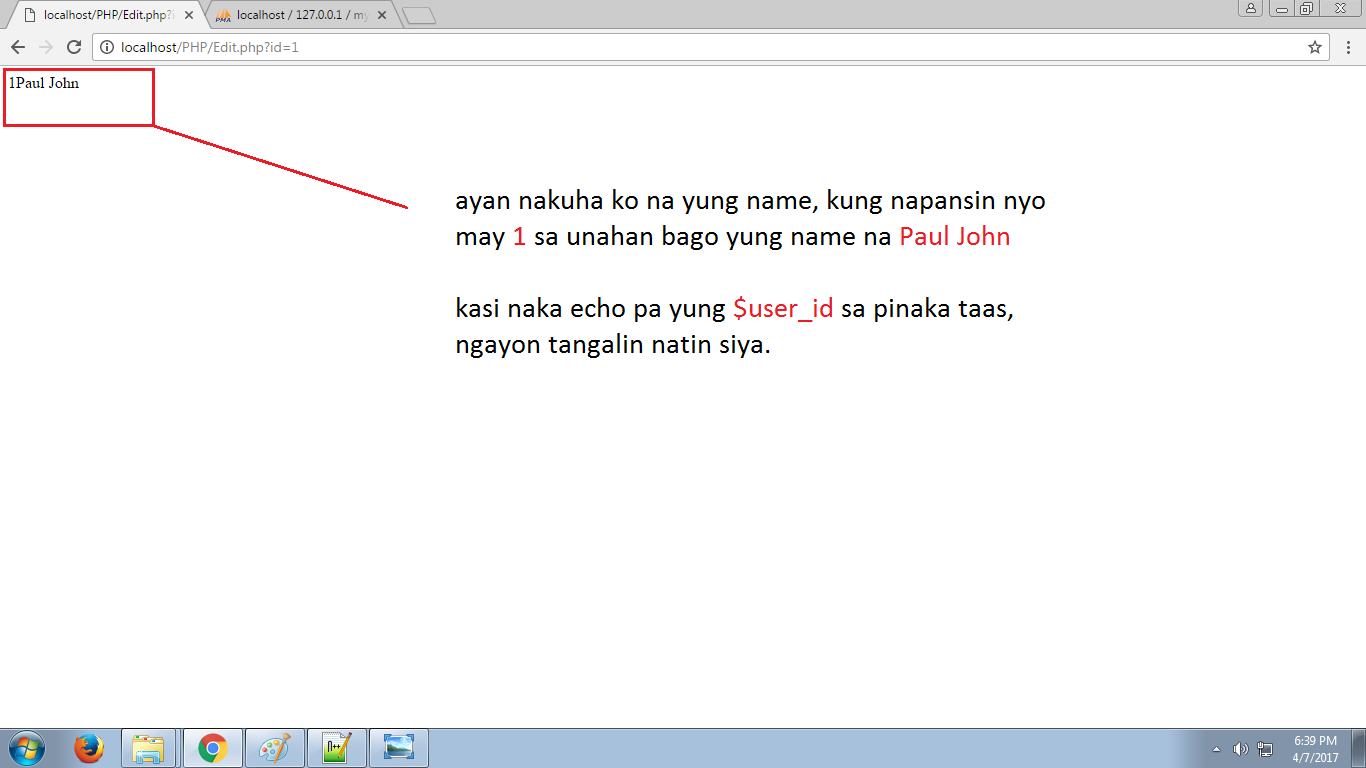 localhost/PHP/Edit.php?i
localhost / 127.0.0.1 / my
localhost/PHP/Edit.php?id=1
1Paul John
ayan nakuha ko na yung name, kung napansin nyo
may 1 sa unahan bago yung name na Paul John
kasi naka echo pa yung $user_id sa pinaka taas,
ngayon tangalin natin siya.
6:39 PM
4/7/2017